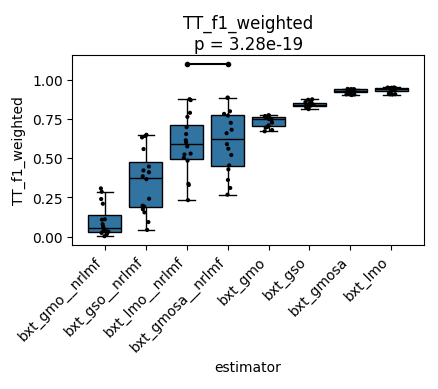 TT_f1_weighted
p = 3.28e-19
TT_f1_weighted
1.00
0.75
0.50
0.25
0.00
bxt_gmo__nrlmf
bxt_gso__nrlmf
bxt_lmo__nrlmf
bxt_gmosa__nrlmf
bxt_gmo
bxt_gso
bxt_gmosa
bxt_lmo
estimator